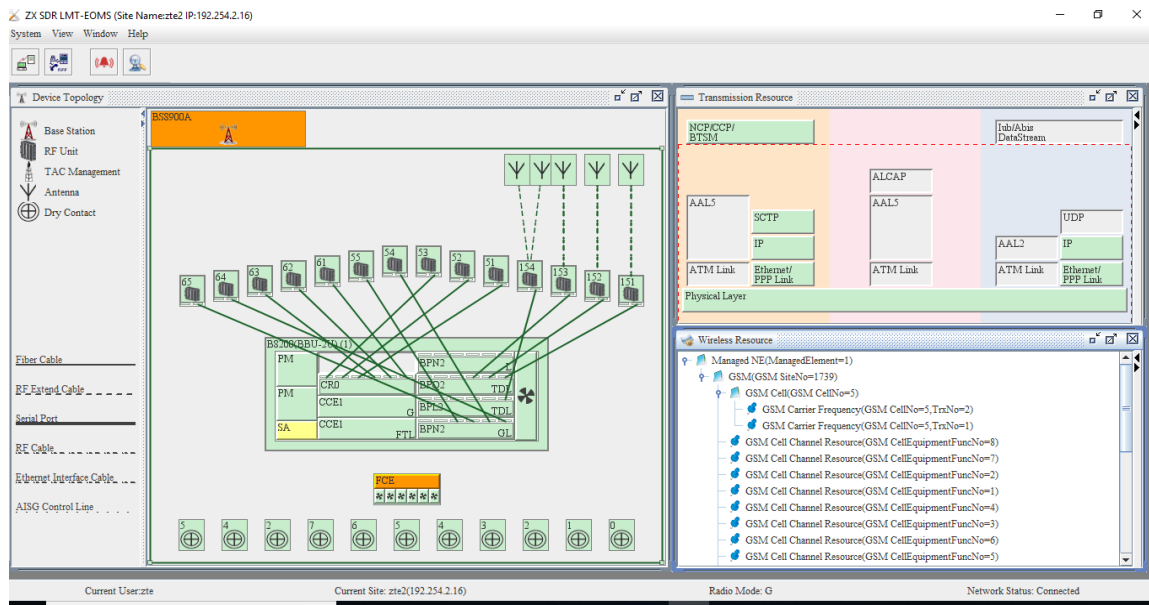 ZX SDR LMT-EOMS (Site Name:zte2 IP:192.254.2.16)
System View Window Help
OFF
Device Topology
Base Station
RF Unit
TAC Management
Antenna
Dry Contact
Fiber Cable
RF Extend Cable
Serial Port
RF Cable
Ethernet Interface Cable
AISG Control Line
BS8900A
65
64
63
62
61
55
54
53
52
51
154
153
152
151
B8200(BBU-2U) (1)
PM
PM
SA
CR0
CCE1
G
CCE1
FTL
BPN2
L
BPD2
TDL
BPL3
TDL
BPN2
GL
FCE
5 4 2 7 6 5 4 3 2 1 0
Transmission Resource
NCP/CCP/
BTSM
Iub/Abis
DataStream
ALCAP
AAL5
SCTP
IP
ATM Link
Ethernet/
PPP Link
AAL5
ATM Link
UDP
AAL2
IP
ATM Link
Ethernet/
PPP Link
Physical Layer
Wireless Resource
Managed NE(ManagedElement=1)
GSM(GSM SiteNo=1739)
GSM Cell(GSM CellNo=5)
GSM Carrier Frequency(GSM CellNo=5,TrxNo=2)
GSM Carrier Frequency(GSM CellNo=5,TrxNo=1)
GSM Cell Channel Resource(GSM CellEquipmentFuncNo=8)
GSM Cell Channel Resource(GSM CellEquipmentFuncNo=7)
GSM Cell Channel Resource(GSM CellEquipmentFuncNo=2)
GSM Cell Channel Resource(GSM CellEquipmentFuncNo=1)
GSM Cell Channel Resource(GSM CellEquipmentFuncNo=4)
GSM Cell Channel Resource(GSM CellEquipmentFuncNo=3)
GSM Cell Channel Resource(GSM CellEquipmentFuncNo=6)
GSM Cell Channel Resource(GSM CellEquipmentFuncNo=5)
Current User:zte
Current Site: zte2(192.254.2.16)
Radio Mode: G
Network Status: Connected